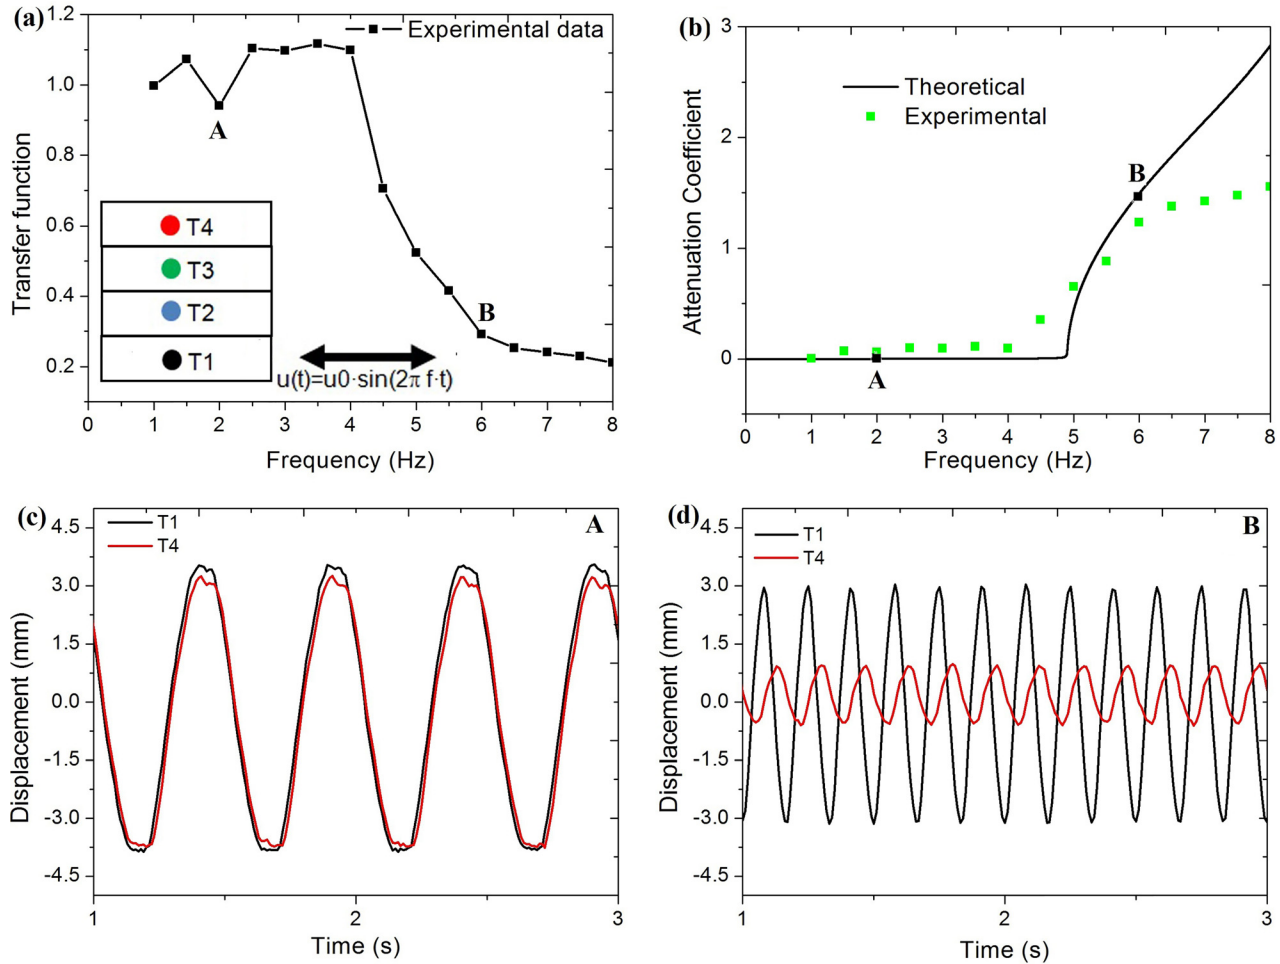 (a)
1.2
1.0
0.8
0.6
0.4
0.2
Transfer function
Experimental data
A
B
T4
T3
T2
T1
u(t)=u0·sin(2π f·t)
0 1 2 3 4 5 6 7 8
Frequency (Hz)
(b)
3
2
1
0
Attenuation Coefficient
Theoretical
Experimental
B
A
0 1 2 3 4 5 6 7 8
Frequency (Hz)
(c)
4.5
3.0
1.5
0.0
-1.5
-3.0
-4.5
Displacement (mm)
T1
T4
A
1 2 3
Time (s)
(d)
4.5
3.0
1.5
0.0
-1.5
-3.0
-4.5
Displacement (mm)
T1
T4
B
1 2 3
Time (s)